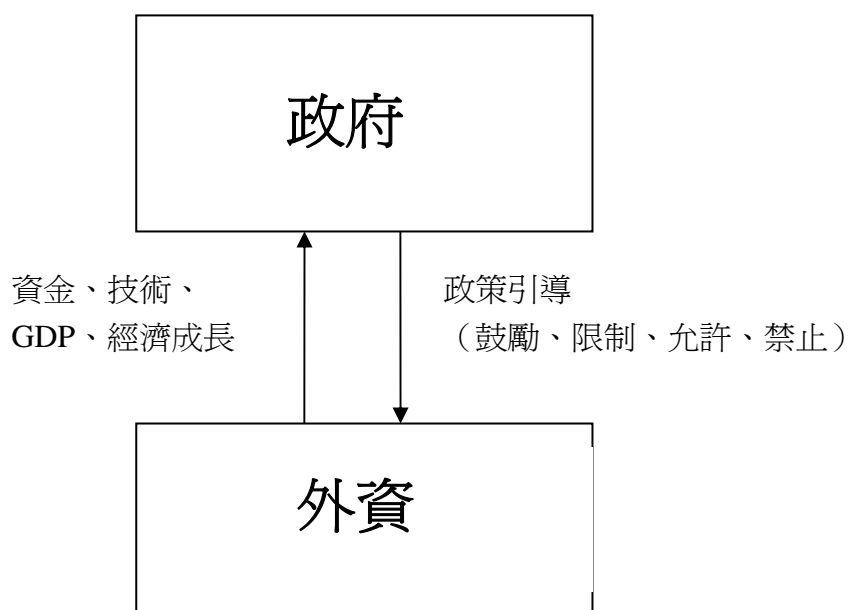 政府
資金、技術、
GDP、經濟成長
政策引導
（鼓勵、限制、允許、禁止）
外資